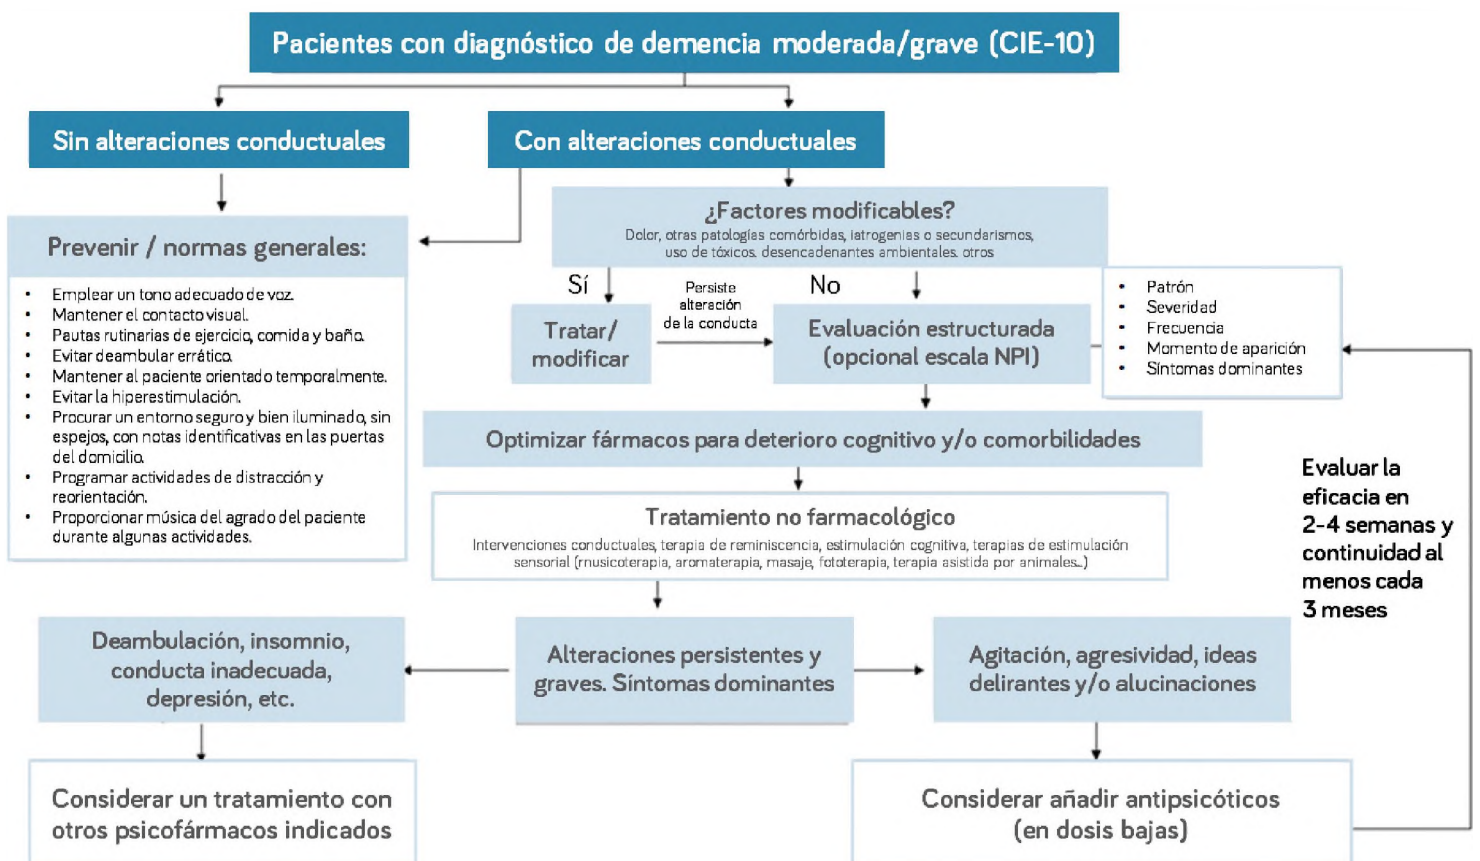 Pacientes con diagnóstico de demencia moderada/grave (CIE-10)
Sin alteraciones conductuales
Con alteraciones conductuales
Prevenir / normas generales:
• Emplear un tono adecuado de voz.
• Mantener el contacto visual.
• Pautas rutinarias de ejercicio, comida y baño.
• Evitar deambular errático.
• Mantener al paciente orientado temporalmente.
• Evitar la hiperestimulación.
• Procurar un entorno seguro y bien iluminado, sin
espejos, con notas identificativas en las puertas
del domicilio.
• Programar actividades de distracción y
reorientación.
• Proporcionar música del agrado del paciente
durante algunas actividades.
¿Factores modificables?
Dolor, otras patologías comórbidas, iatrogenias o secundarismos,
uso de tóxicos. desencadenantes ambientales. otros
Sí
No
Tratar/
modificar
Persiste
alteración
de la conducta
Evaluación estructurada
(opcional escala NPI)
• Patrón
• Severidad
• Frecuencia
• Momento de aparición
• Síntomas dominantes
Optimizar fármacos para deterioro cognitivo y/o comorbilidades
Tratamiento no farmacológico
Intervenciones conductuales, terapia de reminiscencia, estimulación cognitiva, terapias de estimulación
sensorial (musicoterapia, aromaterapia, masaje, fototerapia, terapia asistida por animales...)
Evaluar la
eficacia en
2-4 semanas y
continuidad al
menos cada
3 meses
Deambulación, insomnio,
conducta inadecuada,
depresión, etc.
Alteraciones persistentes y
graves. Síntomas dominantes
Agitación, agresividad, ideas
delirantes y/o alucinaciones
Considerar un tratamiento con
otros psicofármacos indicados
Considerar añadir antipsicóticos
(en dosis bajas)